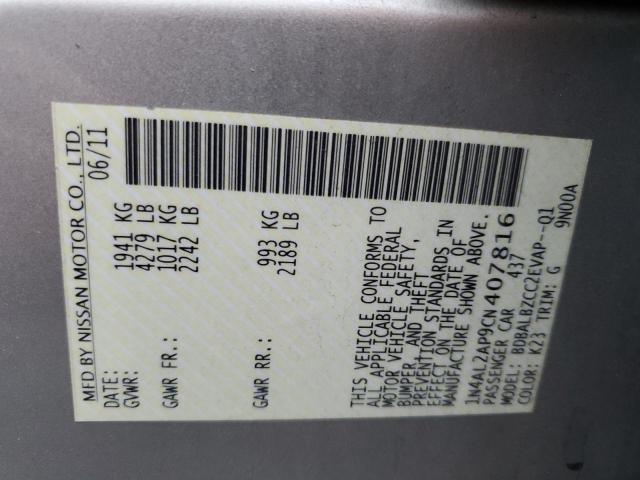 MFD BY NISSAN MOTOR CO., LTD.
DATE: 06/11
GVWR: 1941 KG
4279 LB
GAWR FR.: 1017 KG
2242 LB
GAWR RR.: 993 KG
2189 LB
THIS VEHICLE CONFORMS TO
ALL APPLICABLE FEDERAL
MOTOR VEHICLE SAFETY,
BUMPER, AND THEFT
PREVENTION STANDARDS IN
EFFECT ON THE DATE OF
MANUFACTURE SHOWN ABOVE.
1N4AL2AP9CN407816
PASSENGER CAR 437
MODEL: BDBALBZCC2EVAP--Q1
COLOR: K23 TRIM: G 9N00A